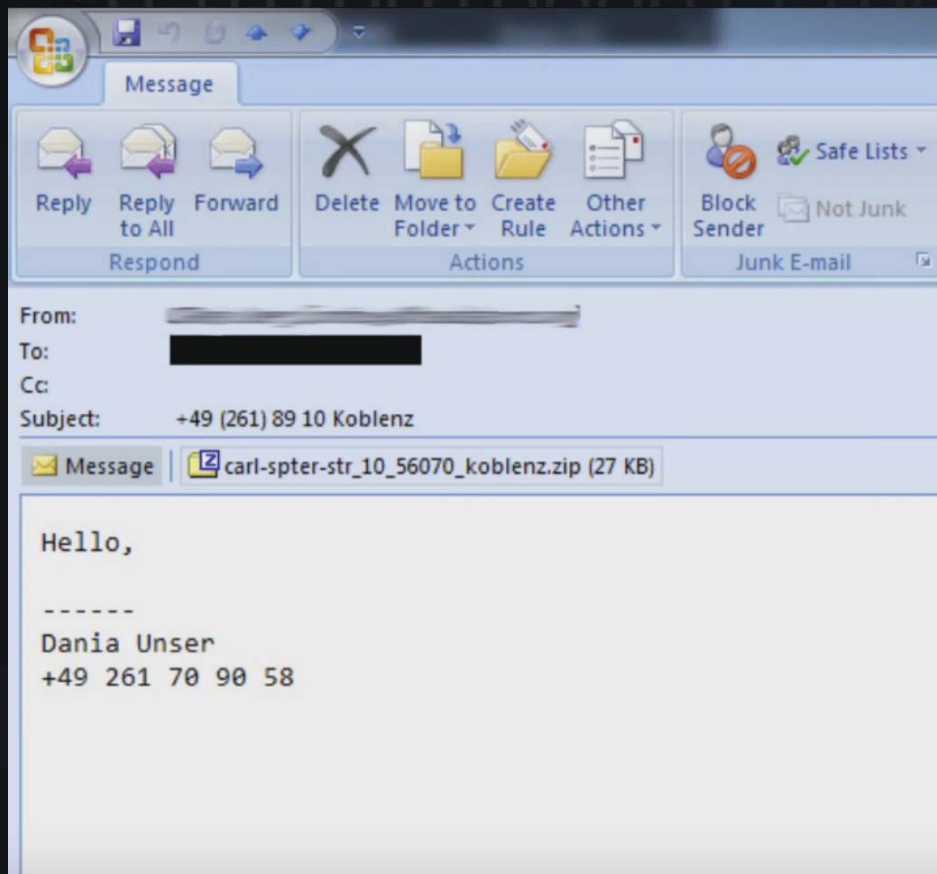 Message
Reply Reply to All Forward Delete Move to Folder Create Rule Other Actions Block Sender Safe Lists Not Junk
Respond Actions Junk E-mail
From:
To:
Cc:
Subject: +49 (261) 89 10 Koblenz
Message carl-spter-str_10_56070_koblenz.zip (27 KB)
Hello,
------
Dania Unser
+49 261 70 90 58